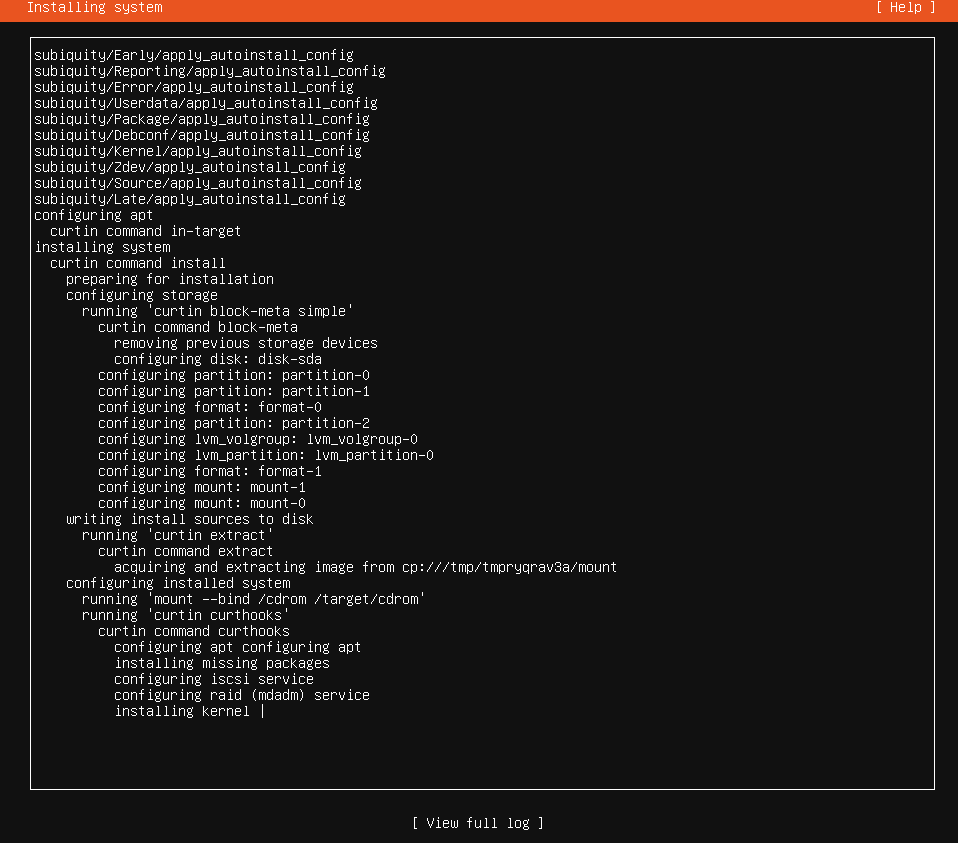 Installing system [ Help ]
subiquity/Early/apply_autoinstall_config
subiquity/Reporting/apply_autoinstall_config
subiquity/Error/apply_autoinstall_config
subiquity/Userdata/apply_autoinstall_config
subiquity/Package/apply_autoinstall_config
subiquity/Debconf/apply_autoinstall_config
subiquity/Kernel/apply_autoinstall_config
subiquity/Zdev/apply_autoinstall_config
subiquity/Source/apply_autoinstall_config
subiquity/Late/apply_autoinstall_config
configuring apt
  curtin command in-target
installing system
  curtin command install
    preparing for installation
    configuring storage
      running 'curtin block-meta simple'
        curtin command block-meta
          removing previous storage devices
          configuring disk: disk-sda
        configuring partition: partition-0
        configuring partition: partition-1
        configuring format: format-0
        configuring partition: partition-2
        configuring lvm_volgroup: lvm_volgroup-0
        configuring lvm_partition: lvm_partition-0
        configuring format: format-1
        configuring mount: mount-1
        configuring mount: mount-0
    writing install sources to disk
      running 'curtin extract'
        curtin command extract
          acquiring and extracting image from cp:///tmp/tmpryqrav3a/mount
    configuring installed system
      running 'mount --bind /cdrom /target/cdrom'
      running 'curtin curthooks'
        curtin command curthooks
          configuring apt configuring apt
          installing missing packages
          configuring iscsi service
          configuring raid (mdadm) service
          installing kernel |
[ View full log ]